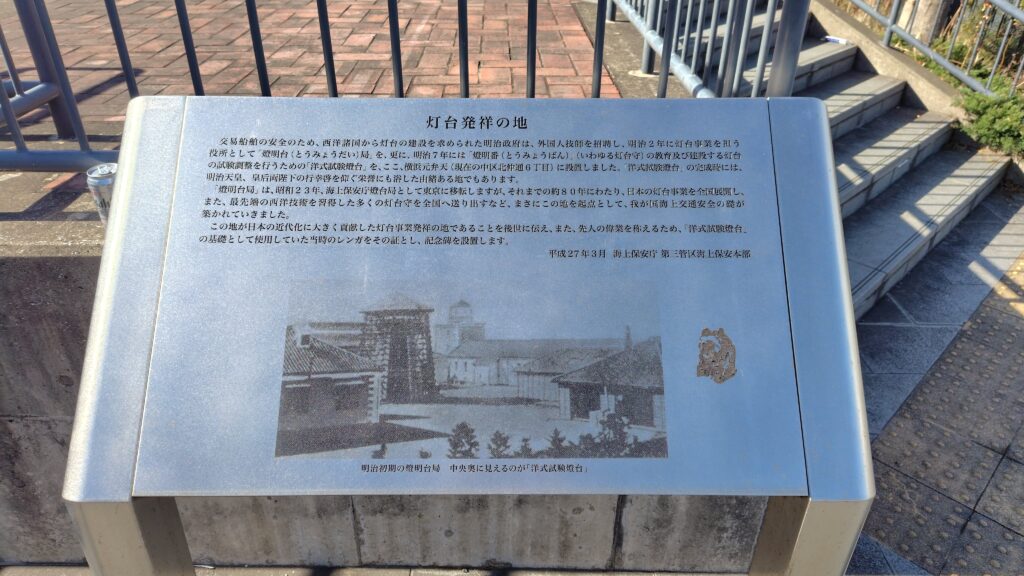 灯台発祥の地
交易船舶の安全のため、西洋諸国から灯台の建設を求められた明治政府は、外国人技師を招聘し、明治２年に灯台事業を担う
役所として「燈明台（とうみょうだい）局」を、更に、明治７年には「燈明番（とうみょうばん）」（いわゆる灯台守）の教育及び建設する灯台
の試験調整を行うための「洋式試験燈台」を、ここ、横浜元弁天（現在の中区北仲通６丁目）に設置しました。「洋式試験燈台」の完成時には、
明治天皇、皇后両陛下の行幸啓を仰ぐ栄誉にも浴した由緒ある地でもあります。
「燈明台局」は、昭和２３年、海上保安庁燈台局として東京に移転しますが、それまでの約８０年にわたり、日本の灯台事業を全国展開し、
また、最先端の西洋技術を習得した多くの灯台守を全国へ送り出すなど、まさにこの地を起点として、我が国海上交通安全の礎が
築かれていきました。
この地が日本の近代化に大きく貢献した灯台事業発祥の地であることを後世に伝え、また、先人の偉業を称えるため、「洋式試験燈台」
の基礎として使用していた当時のレンガをその証とし、記念碑を設置します。
平成２７年３月 海上保安庁 第三管区海上保安本部
明治初期の燈明台局 中央奥に見えるのが「洋式試験燈台」